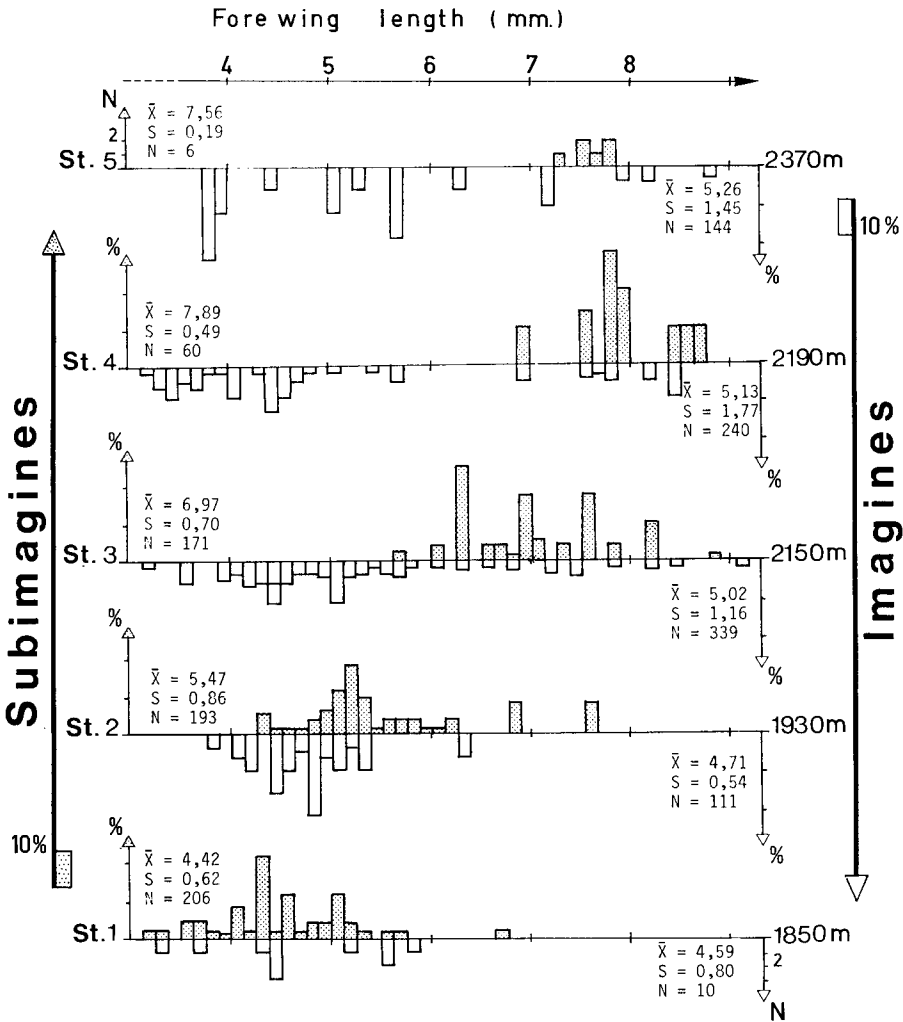 Forewing length (mm.)
4 5 6 7 8
N
2
X̄ = 7,56
S = 0,19
N = 6
St. 5
2370m
X̄ = 5,26
S = 1,45
N = 144
%
10%
%
X̄ = 7,89
S = 0,49
N = 60
St. 4
2190m
X̄ = 5,13
S = 1,77
N = 240
%
%
X̄ = 6,97
S = 0,70
N = 171
St. 3
2150m
X̄ = 5,02
S = 1,16
N = 339
%
%
X̄ = 5,47
S = 0,86
N = 193
St. 2
1930m
X̄ = 4,71
S = 0,54
N = 111
%
10%
%
X̄ = 4,42
S = 0,62
N = 206
St. 1
1850m
X̄ = 4,59
S = 0,80
N = 10
2
N
Subimagines
Imagines